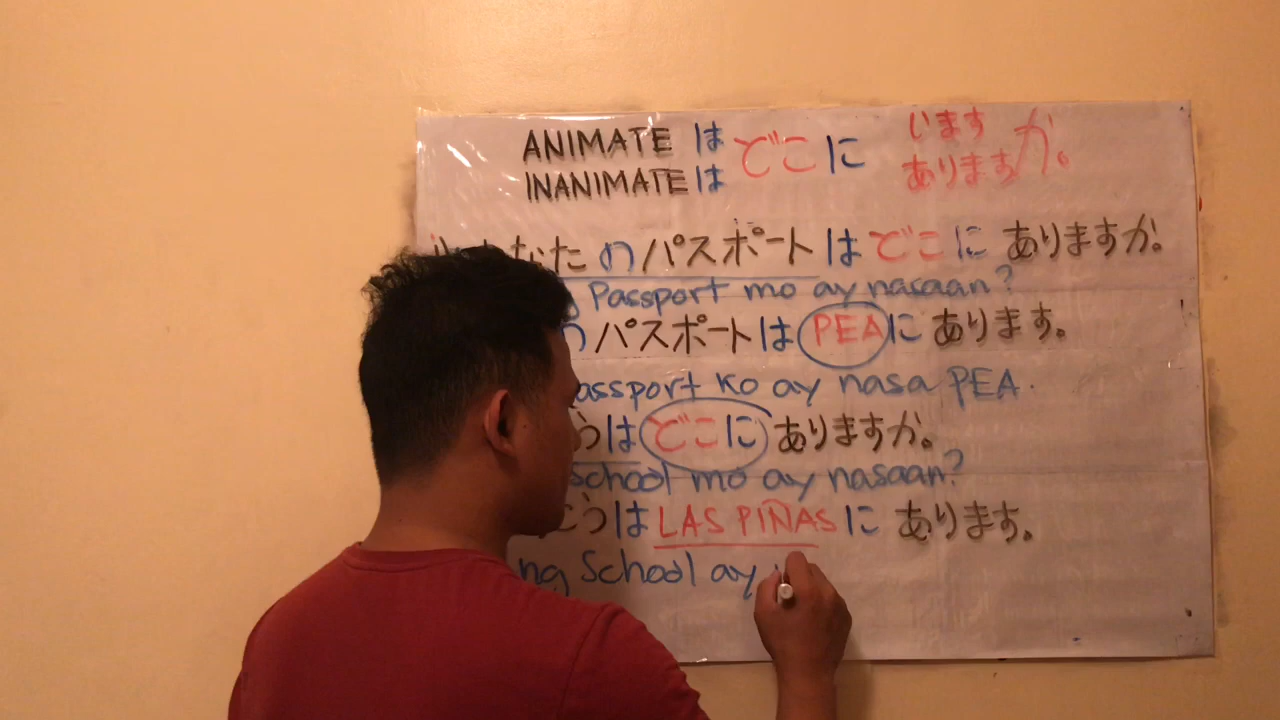 ANIMATE は どこ に います か。
INANIMATE は あります
なた の パスポート は どこ に ありますか。
Passport mo ay nasaan?
パスポート は PEA に あります。
assport ko ay nasa PEA.
う は どこ に ありますか。
School mo ay nasaan?
こう は LAS PIÑAS に あります。
ng School ay